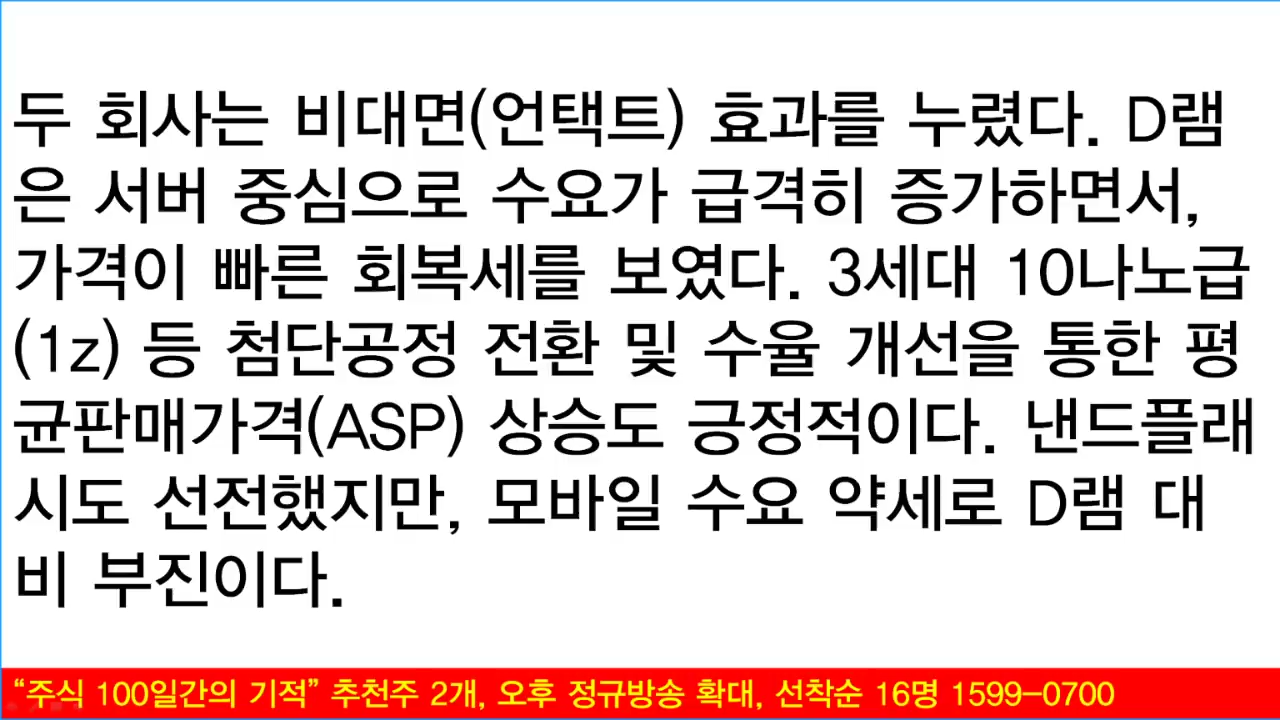 두 회사는 비대면(언택트) 효과를 누렸다. D램
은 서버 중심으로 수요가 급격히 증가하면서,
가격이 빠른 회복세를 보였다. 3세대 10나노급
(1z) 등 첨단공정 전환 및 수율 개선을 통한 평
균판매가격(ASP) 상승도 긍정적이다. 낸드플래
시도 선전했지만, 모바일 수요 약세로 D램 대
비 부진이다.
“주식 100일간의 기적” 추천주 2개, 오후 정규방송 확대, 선착순 16명 1599-0700